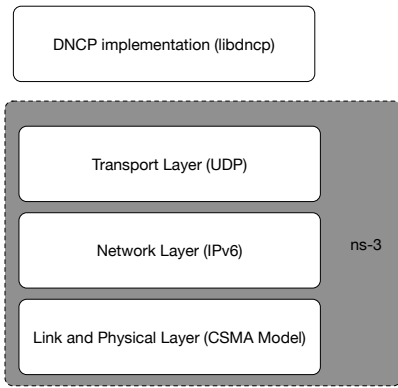 DNCP implementation (libdncp)
Transport Layer (UDP)
Network Layer (IPv6)
ns-3
Link and Physical Layer (CSMA Model)